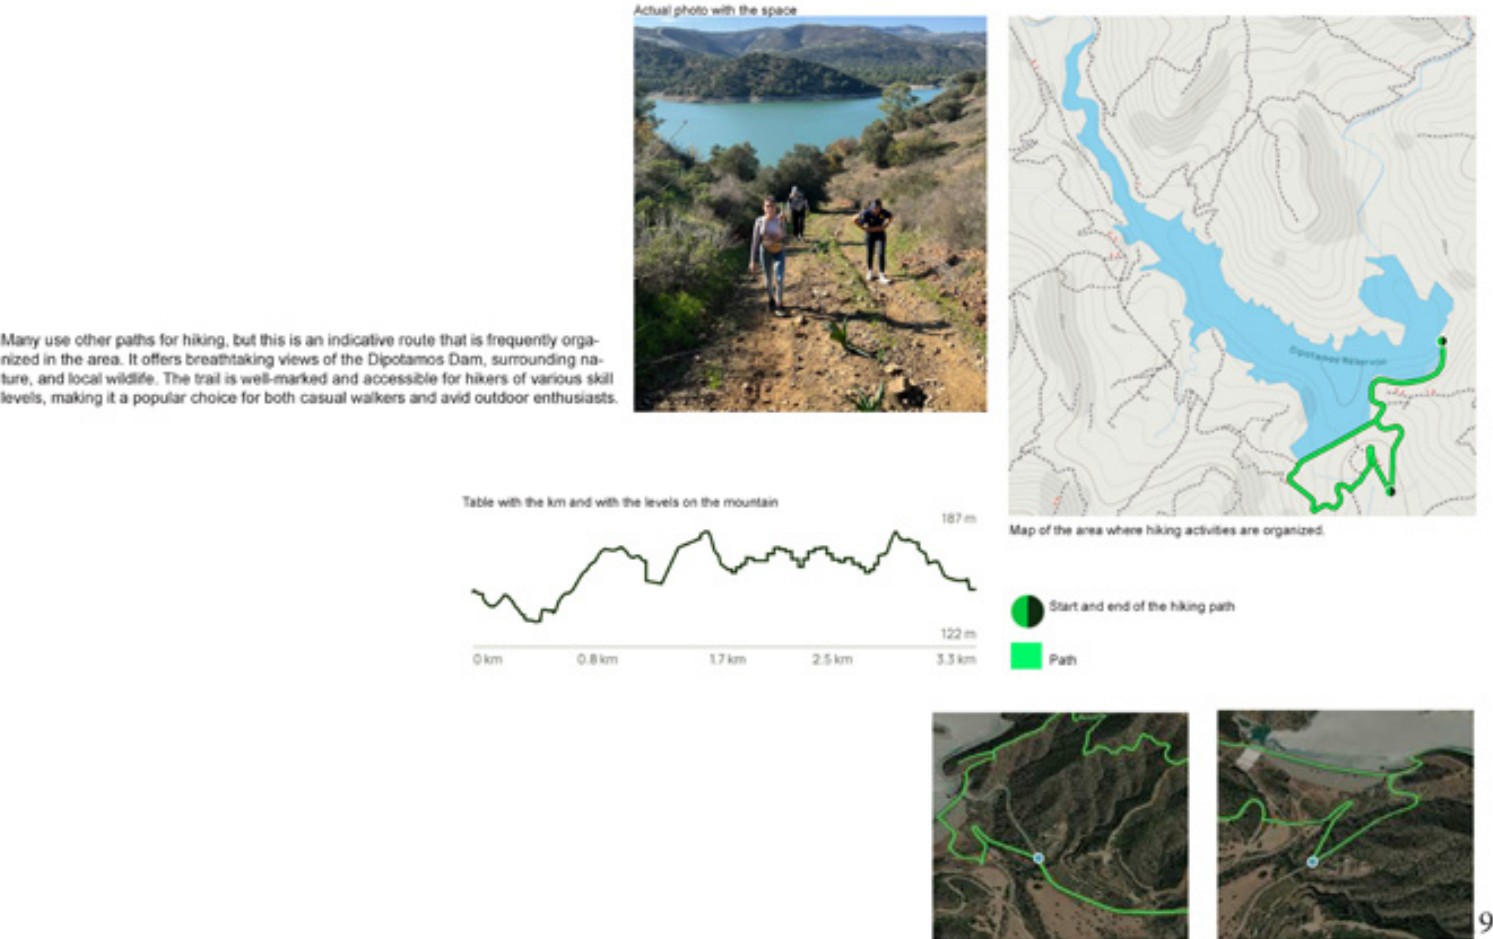 Actual photo with the space
Many use other paths for hiking, but this is an indicative route that is frequently orga-
nized in the area. It offers breathtaking views of the Dipotamos Dam, surrounding na-
ture, and local wildlife. The trail is well-marked and accessible for hikers of various skill
levels, making it a popular choice for both casual walkers and avid outdoor enthusiasts.
Dipotamos Reservoir
Map of the area where hiking activities are organized.
Table with the km and with the levels on the mountain
187 m
122 m
0 km
0.8 km
1.7 km
2.5 km
3.3 km
Start and end of the hiking path
Path
9